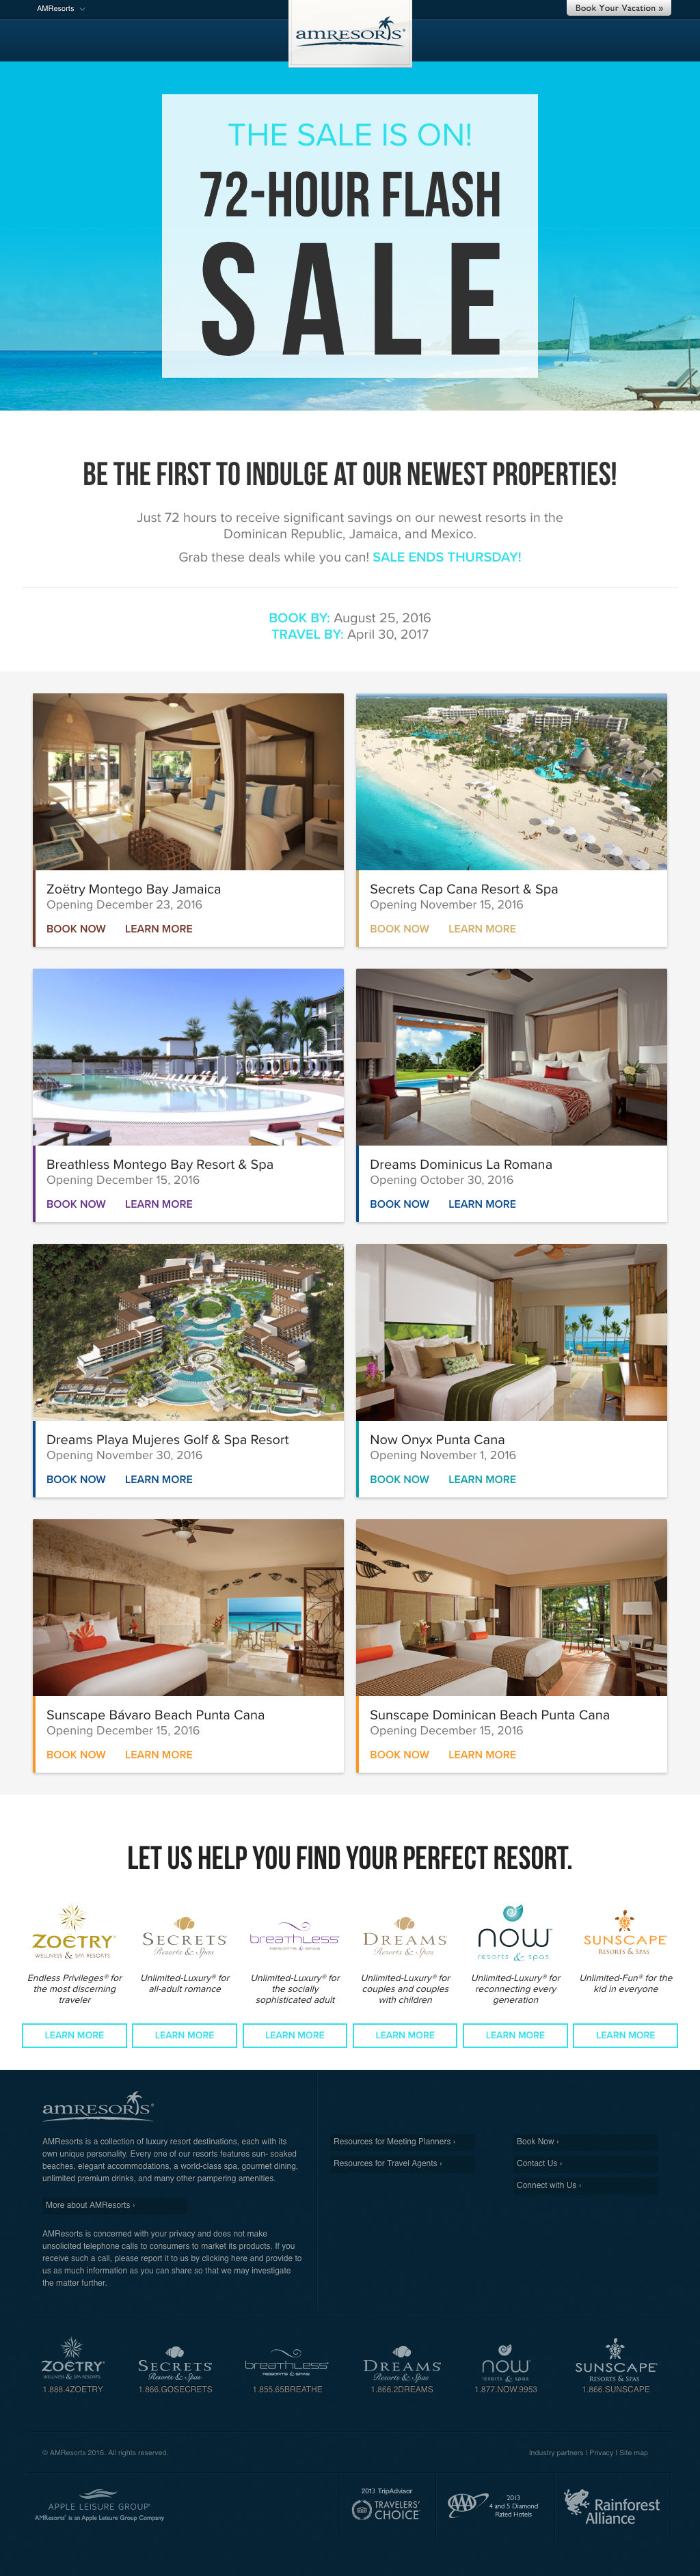 AMResorts
Book Your Vacation »
amresorts®
THE SALE IS ON!
72-HOUR FLASH
SALE
BE THE FIRST TO INDULGE AT OUR NEWEST PROPERTIES!
Just 72 hours to receive significant savings on our newest resorts in the
Dominican Republic, Jamaica, and Mexico.
Grab these deals while you can! SALE ENDS THURSDAY!
BOOK BY: August 25, 2016
TRAVEL BY: April 30, 2017
Zoëtry Montego Bay Jamaica
Opening December 23, 2016
BOOK NOW LEARN MORE
Secrets Cap Cana Resort & Spa
Opening November 15, 2016
BOOK NOW LEARN MORE
Breathless Montego Bay Resort & Spa
Opening December 15, 2016
BOOK NOW LEARN MORE
Dreams Dominicus La Romana
Opening October 30, 2016
BOOK NOW LEARN MORE
Dreams Playa Mujeres Golf & Spa Resort
Opening November 30, 2016
BOOK NOW LEARN MORE
Now Onyx Punta Cana
Opening November 1, 2016
BOOK NOW LEARN MORE
Sunscape Bávaro Beach Punta Cana
Opening December 15, 2016
BOOK NOW LEARN MORE
Sunscape Dominican Beach Punta Cana
Opening December 15, 2016
BOOK NOW LEARN MORE
LET US HELP YOU FIND YOUR PERFECT RESORT.
ZOËTRY
WELLNESS & SPA RESORTS
Endless Privileges® for
the most discerning
traveler
LEARN MORE
SECRETS
Resorts & Spas
Unlimited-Luxury® for
all-adult romance
LEARN MORE
breathless
RESORTS & SPAS
Unlimited-Luxury® for
the socially
sophisticated adult
LEARN MORE
DREAMS
Resorts & Spas
Unlimited-Luxury® for
couples and couples
with children
LEARN MORE
now
resorts & spas
Unlimited-Luxury® for
reconnecting every
generation
LEARN MORE
SUNSCAPE
RESORTS & SPAS
Unlimited-Fun® for the
kid in everyone
LEARN MORE
amresorts®
AMResorts is a collection of luxury resort destinations, each with its
own unique personality. Every one of our resorts features sun- soaked
beaches, elegant accommodations, a world-class spa, gourmet dining,
unlimited premium drinks, and many other pampering amenities.
More about AMResorts ›
AMResorts is concerned with your privacy and does not make
unsolicited telephone calls to consumers to market its products. If you
receive such a call, please report it to us by clicking here and provide to
us as much information as you can share so that we may investigate
the matter further.
Resources for Meeting Planners ›
Resources for Travel Agents ›
Book Now ›
Contact Us ›
Connect with Us ›
ZOËTRY
WELLNESS & SPA RESORTS
1.888.4ZOETRY
SECRETS
Resorts & Spas
1.866.GOSECRETS
breathless
RESORTS & SPAS
1.855.65BREATHE
DREAMS
Resorts & Spas
1.866.2DREAMS
now
resorts & spas
1.877.NOW.9953
SUNSCAPE
RESORTS & SPAS
1.866.SUNSCAPE
© AMResorts 2016. All rights reserved.
Industry partners | Privacy | Site map
APPLE LEISURE GROUP®
AMResorts® is an Apple Leisure Group Company
2013 TripAdvisor
TRAVELERS'
CHOICE
AAA
2013
4 and 5 Diamond
Rated Hotels
Rainforest
Alliance